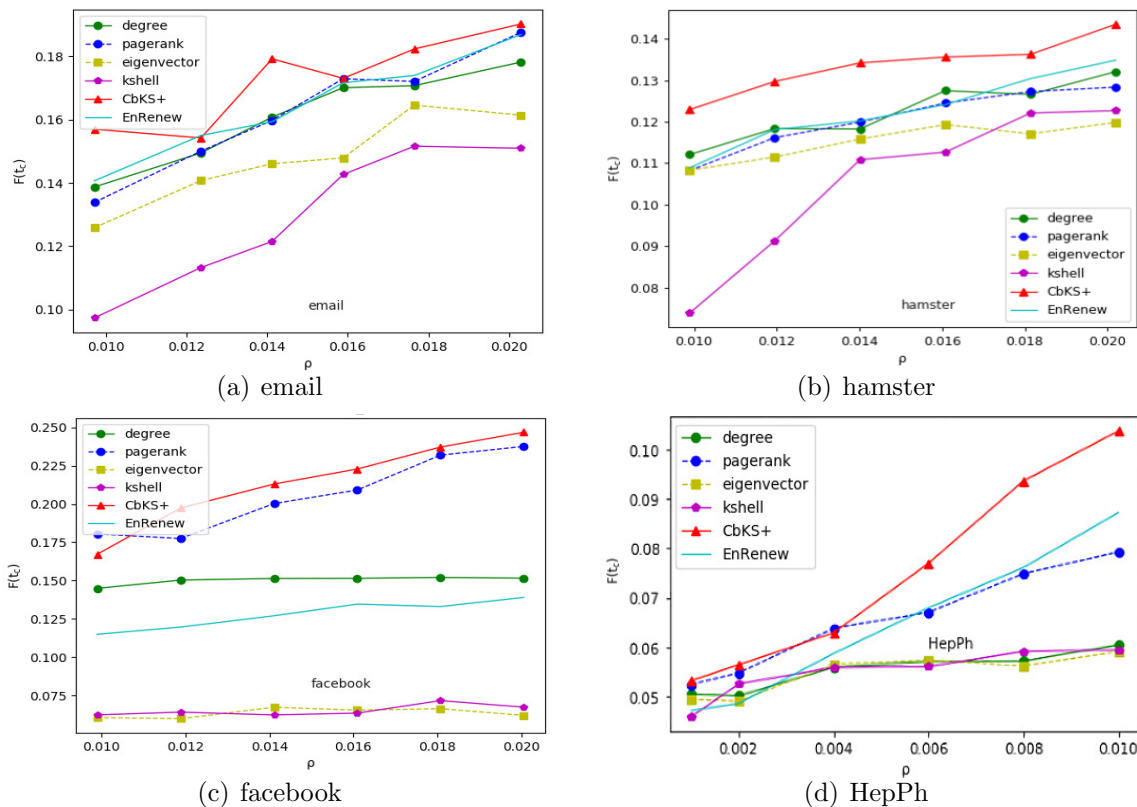 0.18
0.16
0.14
0.12
0.10
F(t_c)
degree
pagerank
eigenvector
kshell
CbKS+
EnRenew
email
0.010 0.012 0.014 0.016 0.018 0.020
ρ
(a) email
0.14
0.13
0.12
0.11
0.10
0.09
0.08
F(t_c)
hamster
degree
pagerank
eigenvector
kshell
CbKS+
EnRenew
0.010 0.012 0.014 0.016 0.018 0.020
ρ
(b) hamster
0.250
0.225
0.200
0.175
0.150
0.125
0.100
0.075
F(t_c)
degree
pagerank
eigenvector
kshell
CbKS+
EnRenew
facebook
0.010 0.012 0.014 0.016 0.018 0.020
ρ
(c) facebook
0.10
0.09
0.08
0.07
0.06
0.05
F(t_c)
degree
pagerank
eigenvector
kshell
CbKS+
EnRenew
HepPh
0.002 0.004 0.006 0.008 0.010
ρ
(d) HepPh